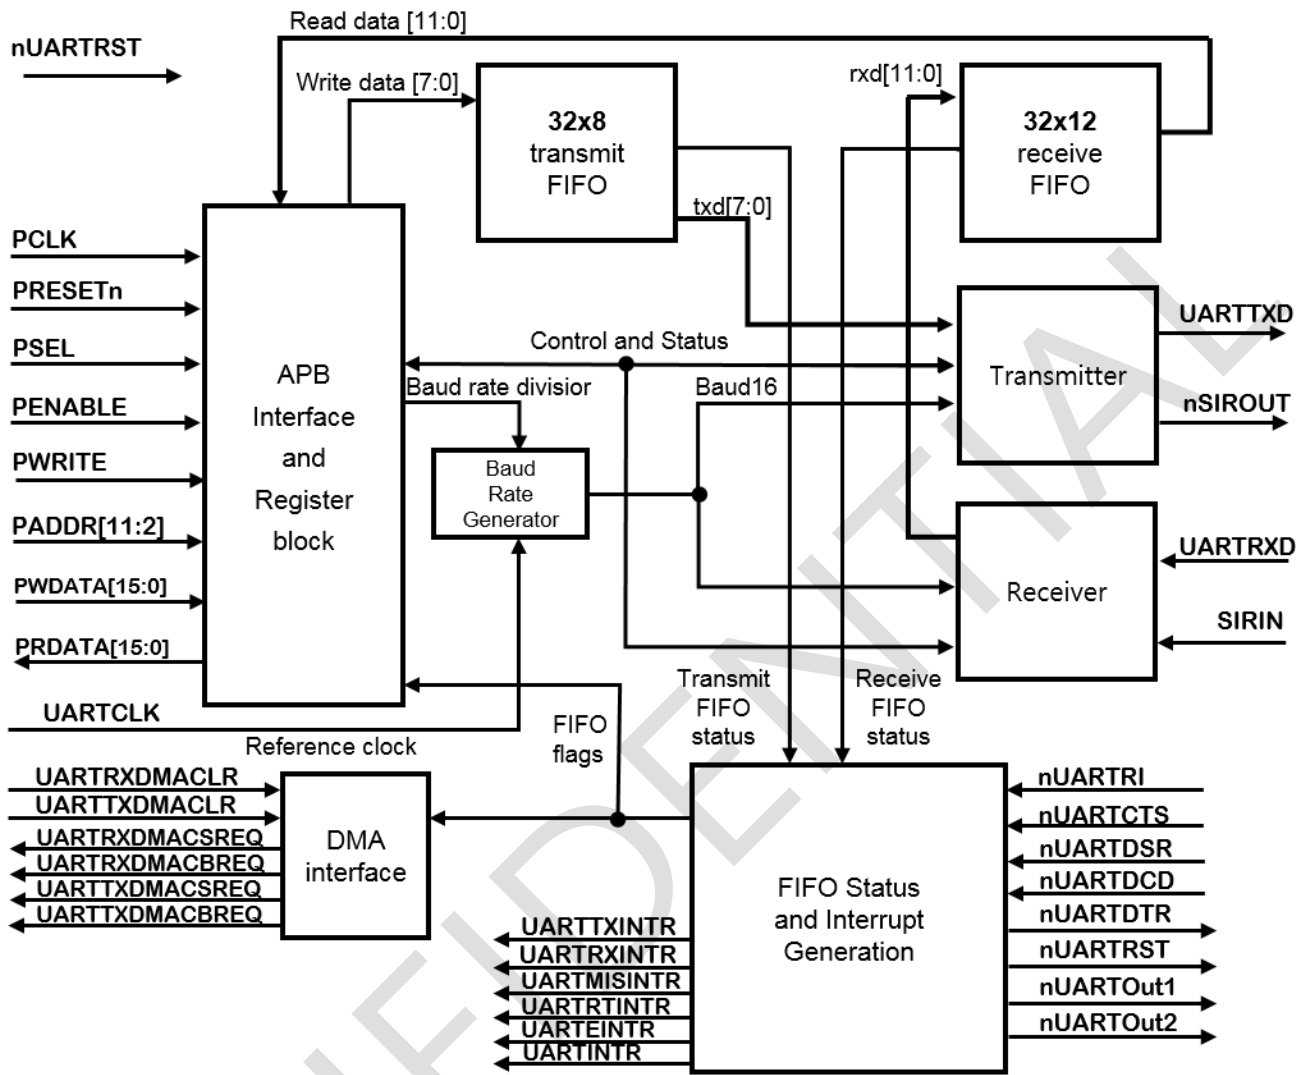 Read data [11:0]
nUARTRST
Write data [7:0]
32x8
transmit
FIFO
rxd[11:0]
32x12
receive
FIFO
txd[7:0]
PCLK
PRESETn
PSEL
PENABLE
PWRITE
PADDR[11:2]
PWDATA[15:0]
PRDATA[15:0]
APB
Interface
and
Register
block
Control and Status
Baud rate divisior
Baud16
Baud
Rate
Generator
Transmitter
UARTTXD
nSIROUT
Receiver
UARTRXD
SIRIN
UARTCLK
Reference clock
FIFO
flags
Transmit
FIFO
status
Receive
FIFO
status
UARTRXDMACLR
UARTTXDMACLR
UARTRXDMACSREQ
UARTRXDMACBREQ
UARTTXDMACSREQ
UARTTXDMACBREQ
DMA
interface
FIFO Status
and Interrupt
Generation
UARTTXINTR
UARTRXINTR
UARTMISINTR
UARTRTINTR
UARTEINTR
UARTINTR
nUARTRI
nUARTCTS
nUARTDSR
nUARTDCD
nUARTDTR
nUARTRST
nUARTOut1
nUARTOut2
FIDENTIAL